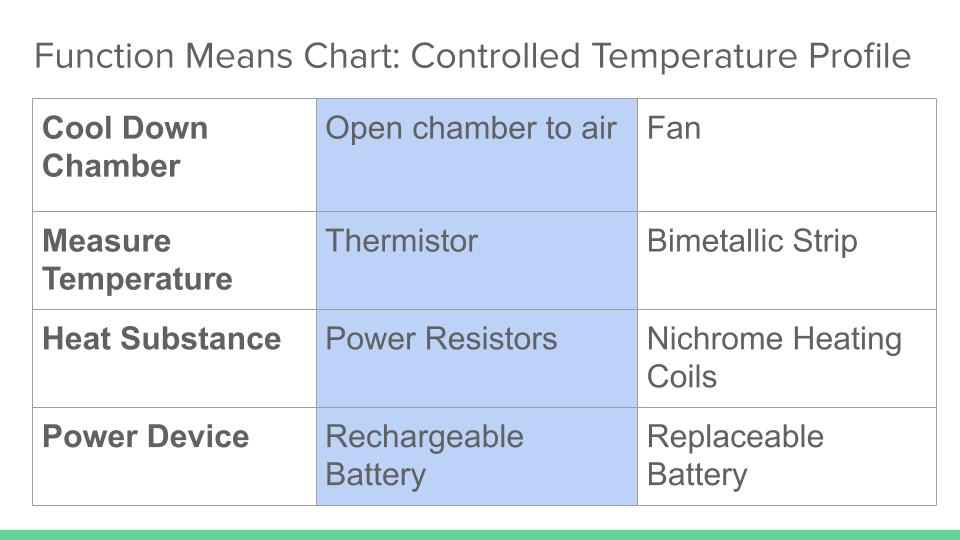 Function Means Chart: Controlled Temperature Profile
Cool Down
Chamber
Open chamber to air
Fan
Measure
Temperature
Thermistor
Bimetallic Strip
Heat Substance
Power Resistors
Nichrome Heating
Coils
Power Device
Rechargeable
Battery
Replaceable
Battery